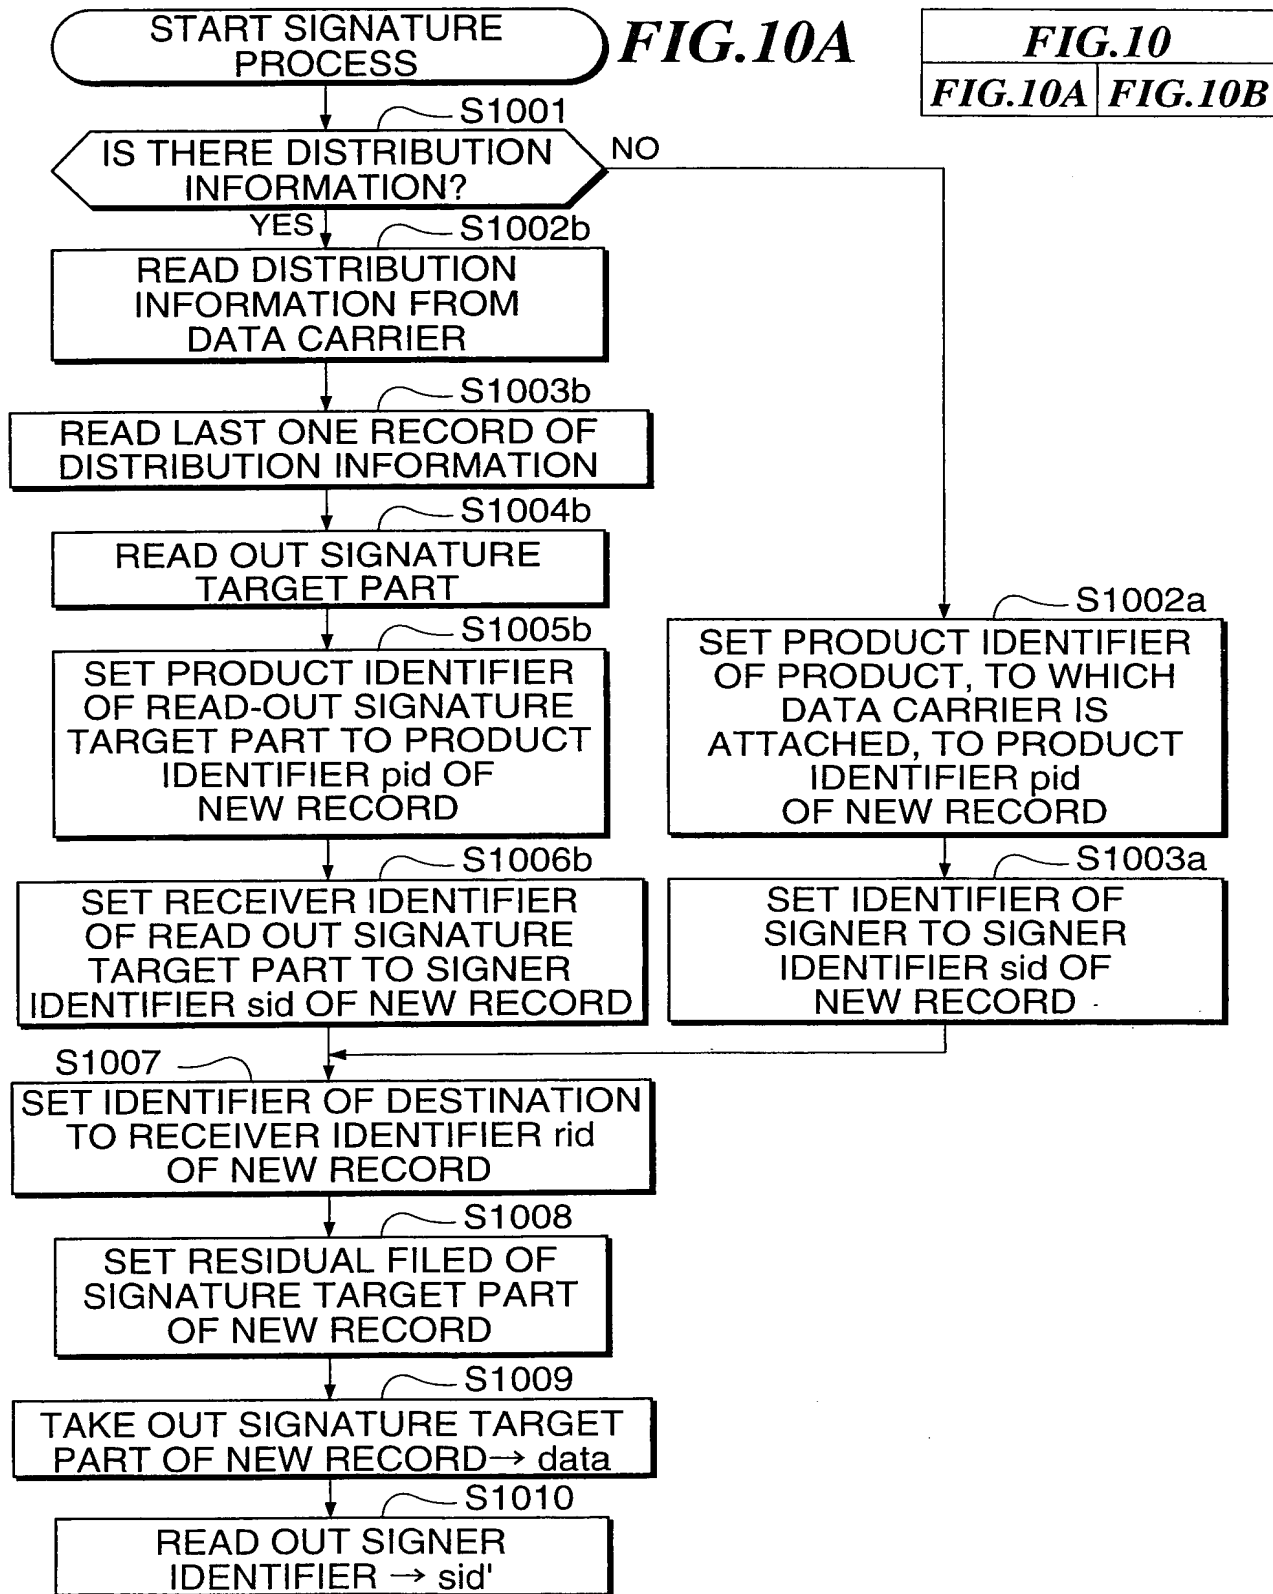 START SIGNATURE
PROCESS
FIG.10A
FIG.10
FIG.10A
FIG.10B
S1001
IS THERE DISTRIBUTION
INFORMATION?
NO
YES
S1002b
READ DISTRIBUTION
INFORMATION FROM
DATA CARRIER
S1003b
READ LAST ONE RECORD OF
DISTRIBUTION INFORMATION
S1004b
READ OUT SIGNATURE
TARGET PART
S1005b
SET PRODUCT IDENTIFIER
OF READ-OUT SIGNATURE
TARGET PART TO PRODUCT
IDENTIFIER pid OF
NEW RECORD
S1006b
SET RECEIVER IDENTIFIER
OF READ OUT SIGNATURE
TARGET PART TO SIGNER
IDENTIFIER sid OF NEW RECORD
S1002a
SET PRODUCT IDENTIFIER
OF PRODUCT, TO WHICH
DATA CARRIER IS
ATTACHED, TO PRODUCT
IDENTIFIER pid
OF NEW RECORD
S1003a
SET IDENTIFIER OF
SIGNER TO SIGNER
IDENTIFIER sid OF
NEW RECORD
S1007
SET IDENTIFIER OF DESTINATION
TO RECEIVER IDENTIFIER rid
OF NEW RECORD
S1008
SET RESIDUAL FILED OF
SIGNATURE TARGET PART
OF NEW RECORD
S1009
TAKE OUT SIGNATURE TARGET
PART OF NEW RECORD→ data
S1010
READ OUT SIGNER
IDENTIFIER → sid'